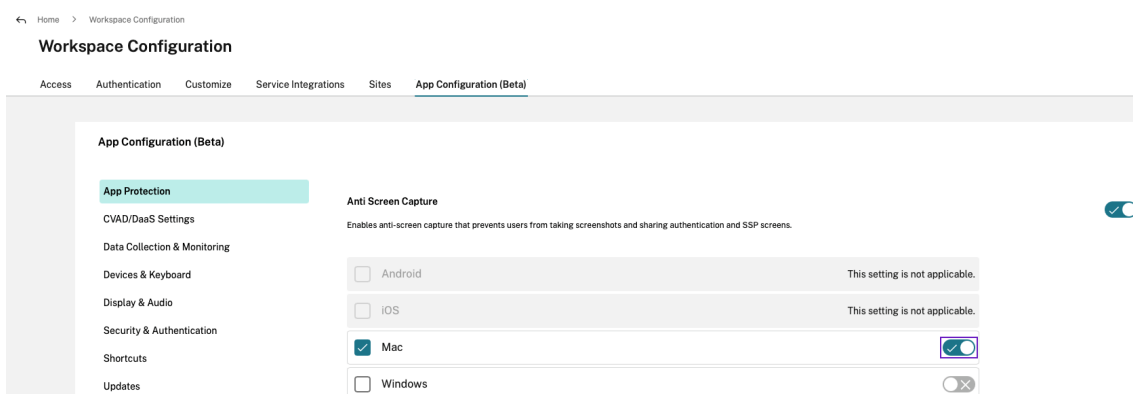 Home > Workspace Configuration
Workspace Configuration
Access Authentication Customize Service Integrations Sites App Configuration (Beta)
App Configuration (Beta)
App Protection
CVAD/DaaS Settings
Data Collection & Monitoring
Devices & Keyboard
Display & Audio
Security & Authentication
Shortcuts
Updates
Anti Screen Capture
Enables anti-screen capture that prevents users from taking screenshots and sharing authentication and SSP screens.
Android This setting is not applicable.
iOS This setting is not applicable.
Mac
Windows